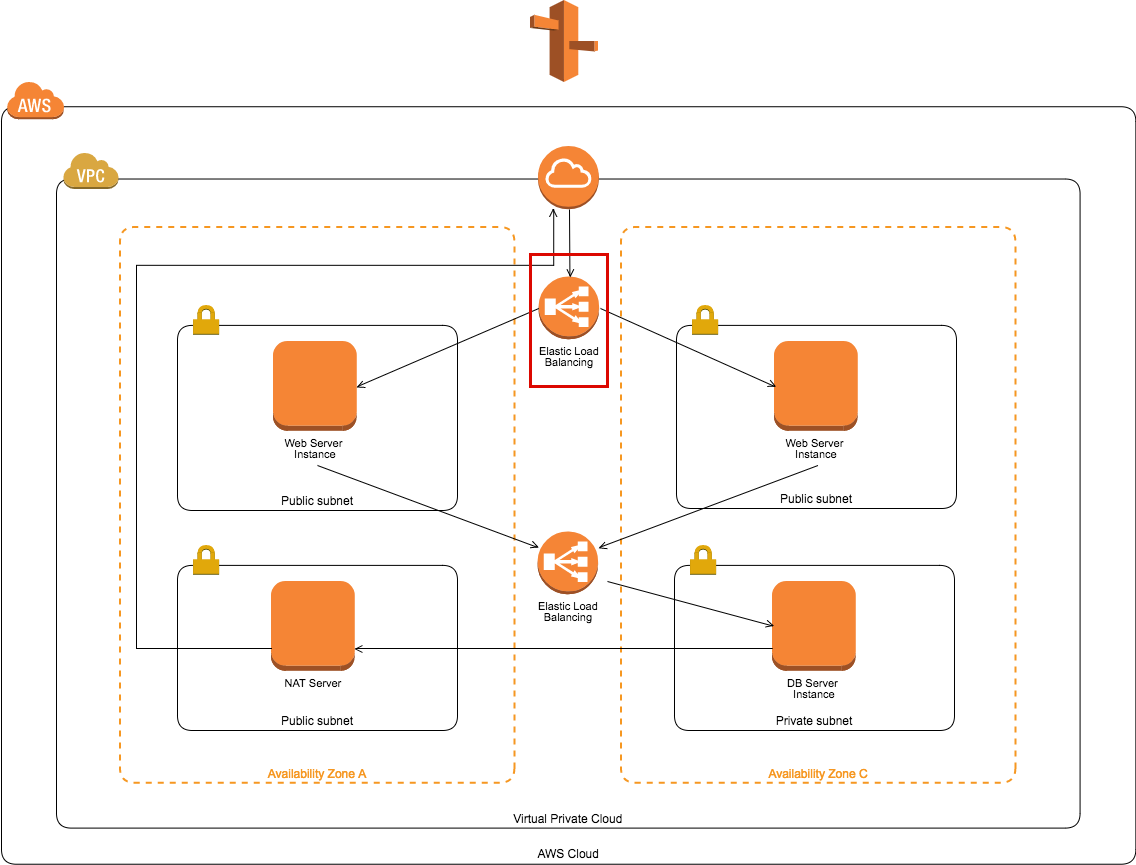 AWS
VPC
Elastic Load
Balancing
Web Server
Instance
Public subnet
Web Server
Instance
Public subnet
Elastic Load
Balancing
NAT Server
Public subnet
DB Server
Instance
Private subnet
Availability Zone A
Availability Zone C
Virtual Private Cloud
AWS Cloud